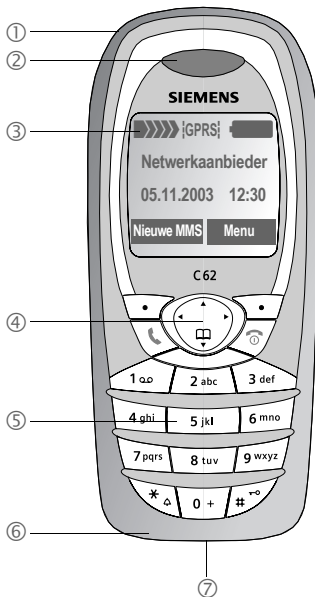 ①
②
SIEMENS
③
GPRS
Netwerkaanbieder
05.11.2003 12:30
Nieuwe MMS Menu
C62
④
1 2 abc 3 def
⑤
4 ghi 5 jkl 6 mno
7 pqrs 8 tuv 9 wxyz
* 0 + #
⑥
⑦